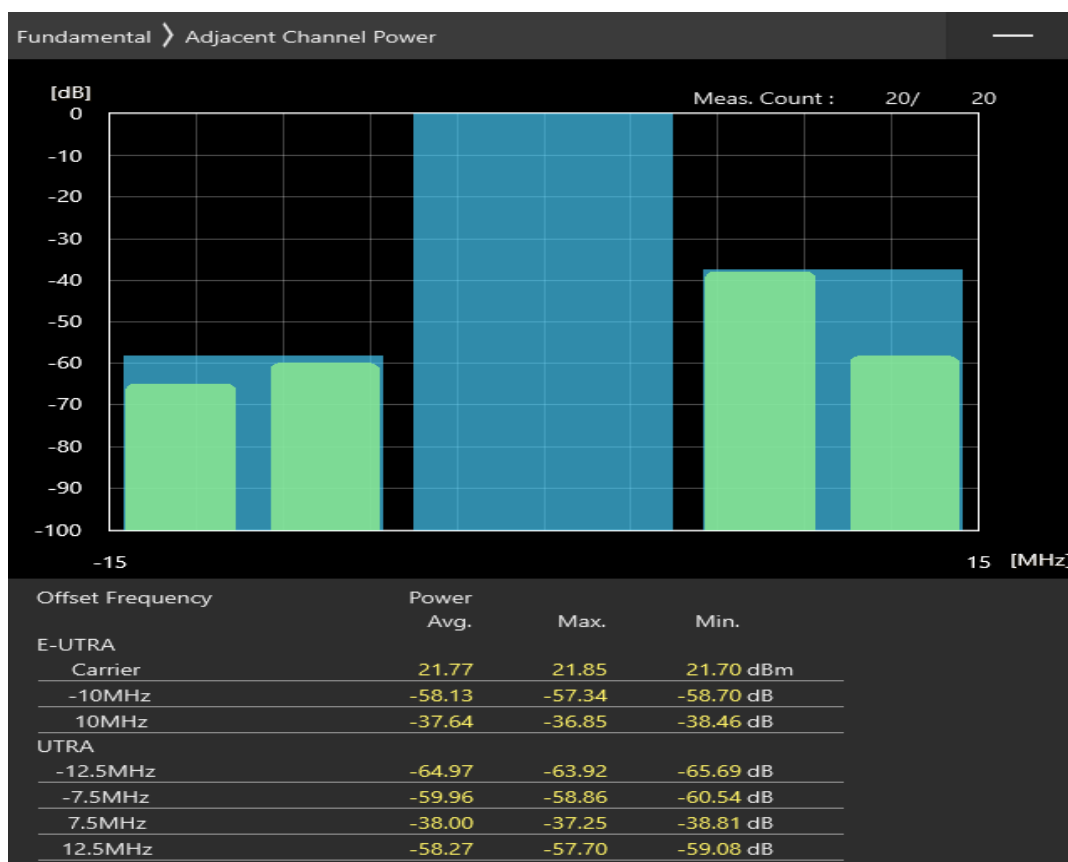 Fundamental 〉 Adjacent Channel Power
[dB]
Meas. Count : 20/ 20
0
-10
-20
-30
-40
-50
-60
-70
-80
-90
-100
-15 15 [MHz]
Offset Frequency Power
Avg. Max. Min.
E-UTRA
Carrier 21.77 21.85 21.70 dBm
-10MHz -58.13 -57.34 -58.70 dB
10MHz -37.64 -36.85 -38.46 dB
UTRA
-12.5MHz -64.97 -63.92 -65.69 dB
-7.5MHz -59.96 -58.86 -60.54 dB
7.5MHz -38.00 -37.25 -38.81 dB
12.5MHz -58.27 -57.70 -59.08 dB